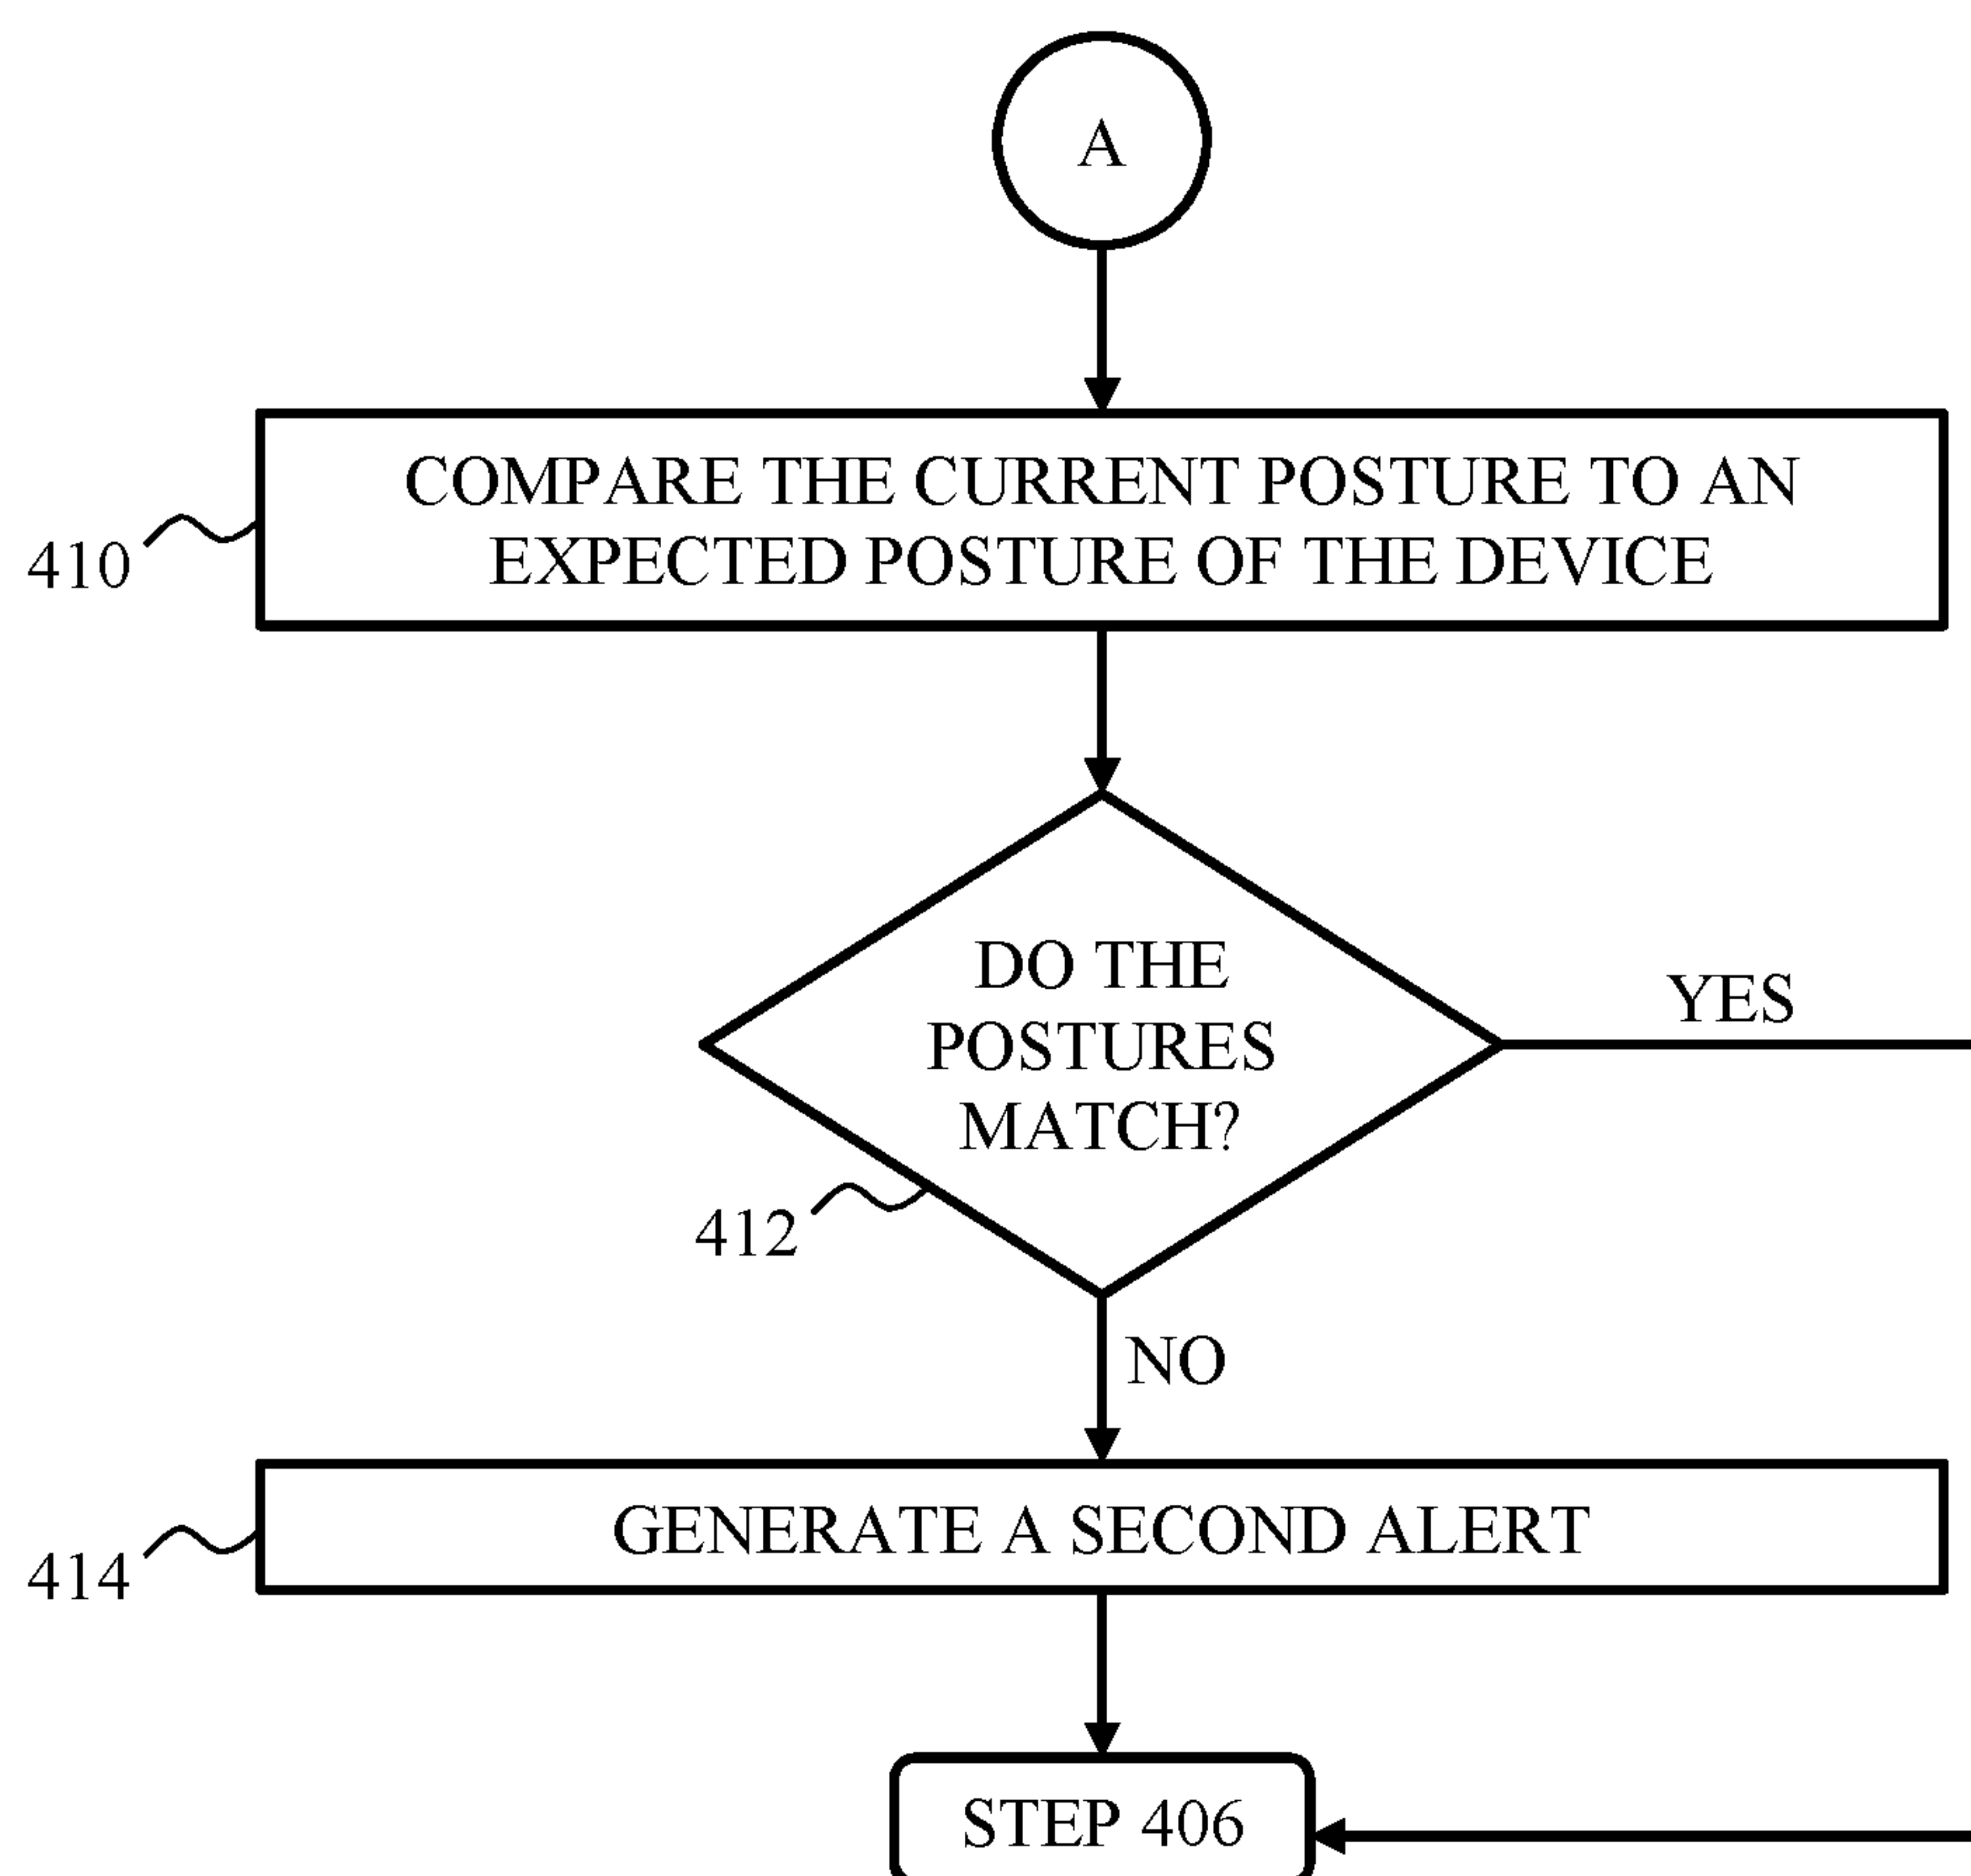 A
COMPARE THE CURRENT POSTURE TO AN
EXPECTED POSTURE OF THE DEVICE
410
DO THE
POSTURES
MATCH?
YES
412
NO
GENERATE A SECOND ALERT
414
STEP 406